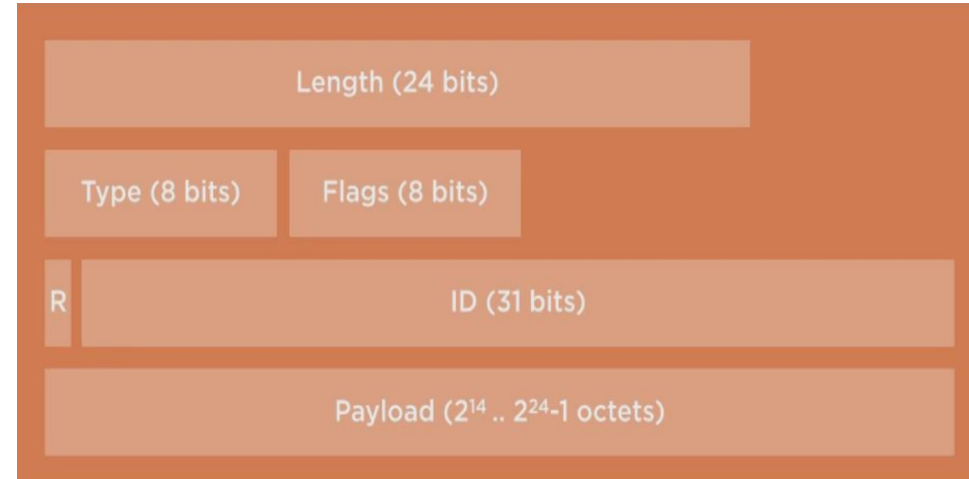 Length (24 bits)
Type (8 bits) Flags (8 bits)
R ID (31 bits)
Payload (2¹⁴ .. 2²⁴-1 octets)